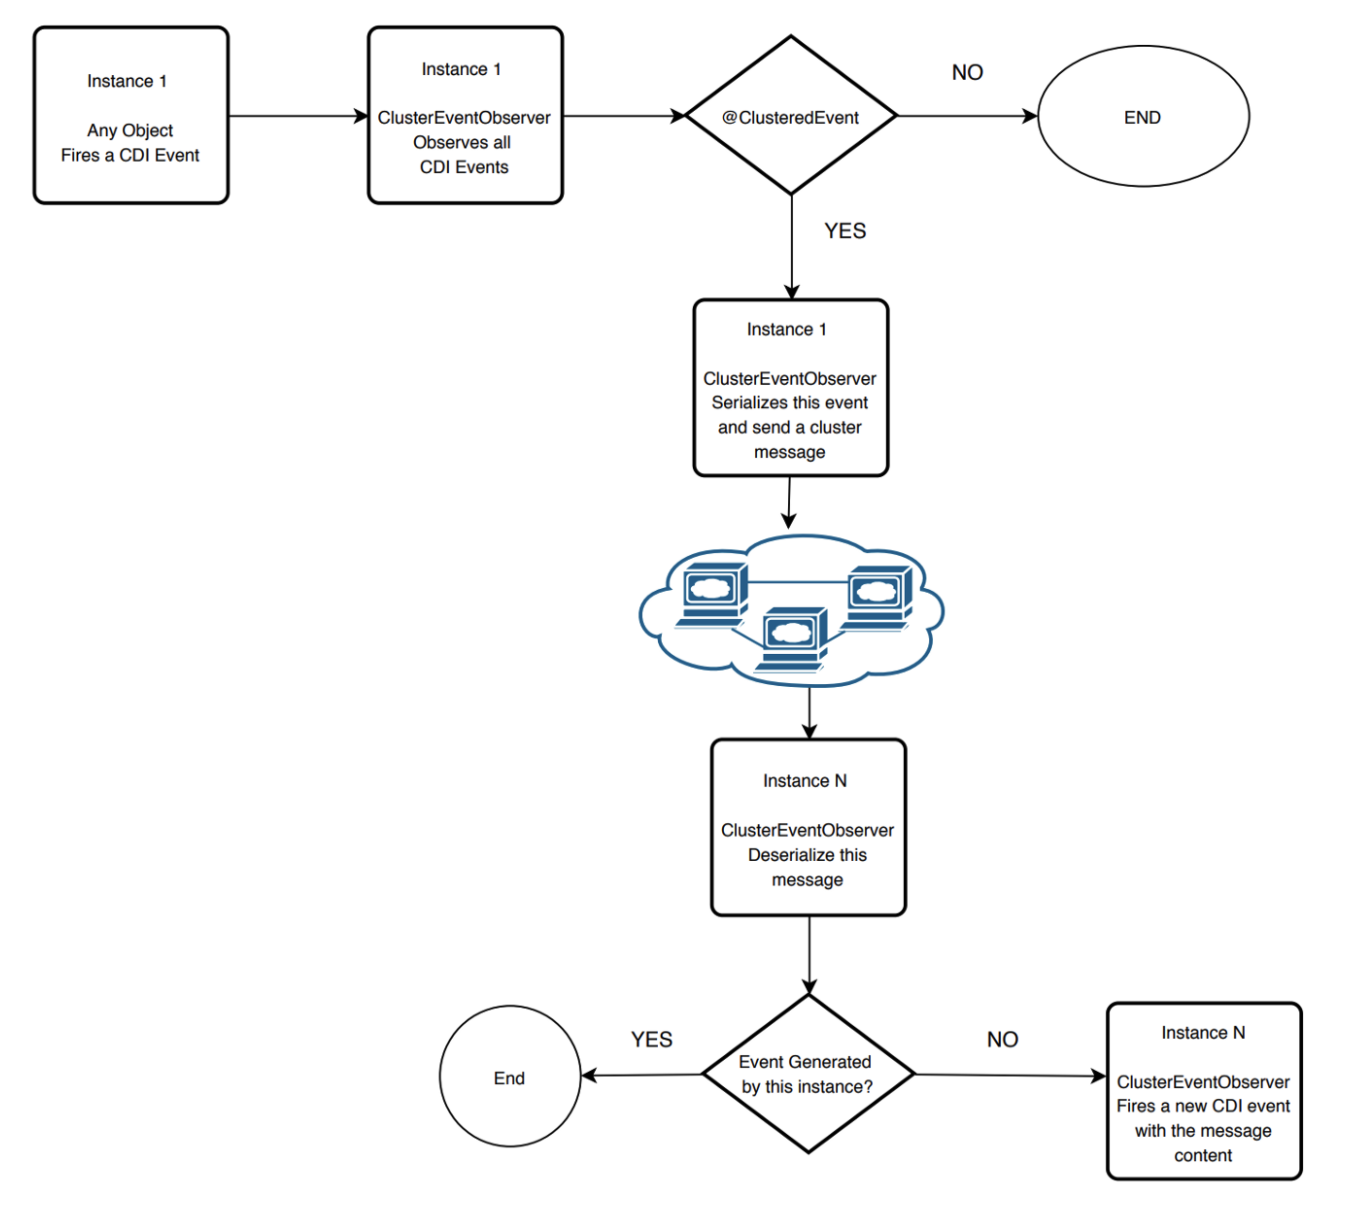 Instance 1
Any Object
Fires a CDI Event
Instance 1
ClusterEventObserver
Observes all
CDI Events
@ClusteredEvent
NO
END
YES
Instance 1
ClusterEventObserver
Serializes this event
and send a cluster
message
Instance N
ClusterEventObserver
Deserialize this
message
Event Generated
by this instance?
YES
End
NO
Instance N
ClusterEventObserver
Fires a new CDI event
with the message
content